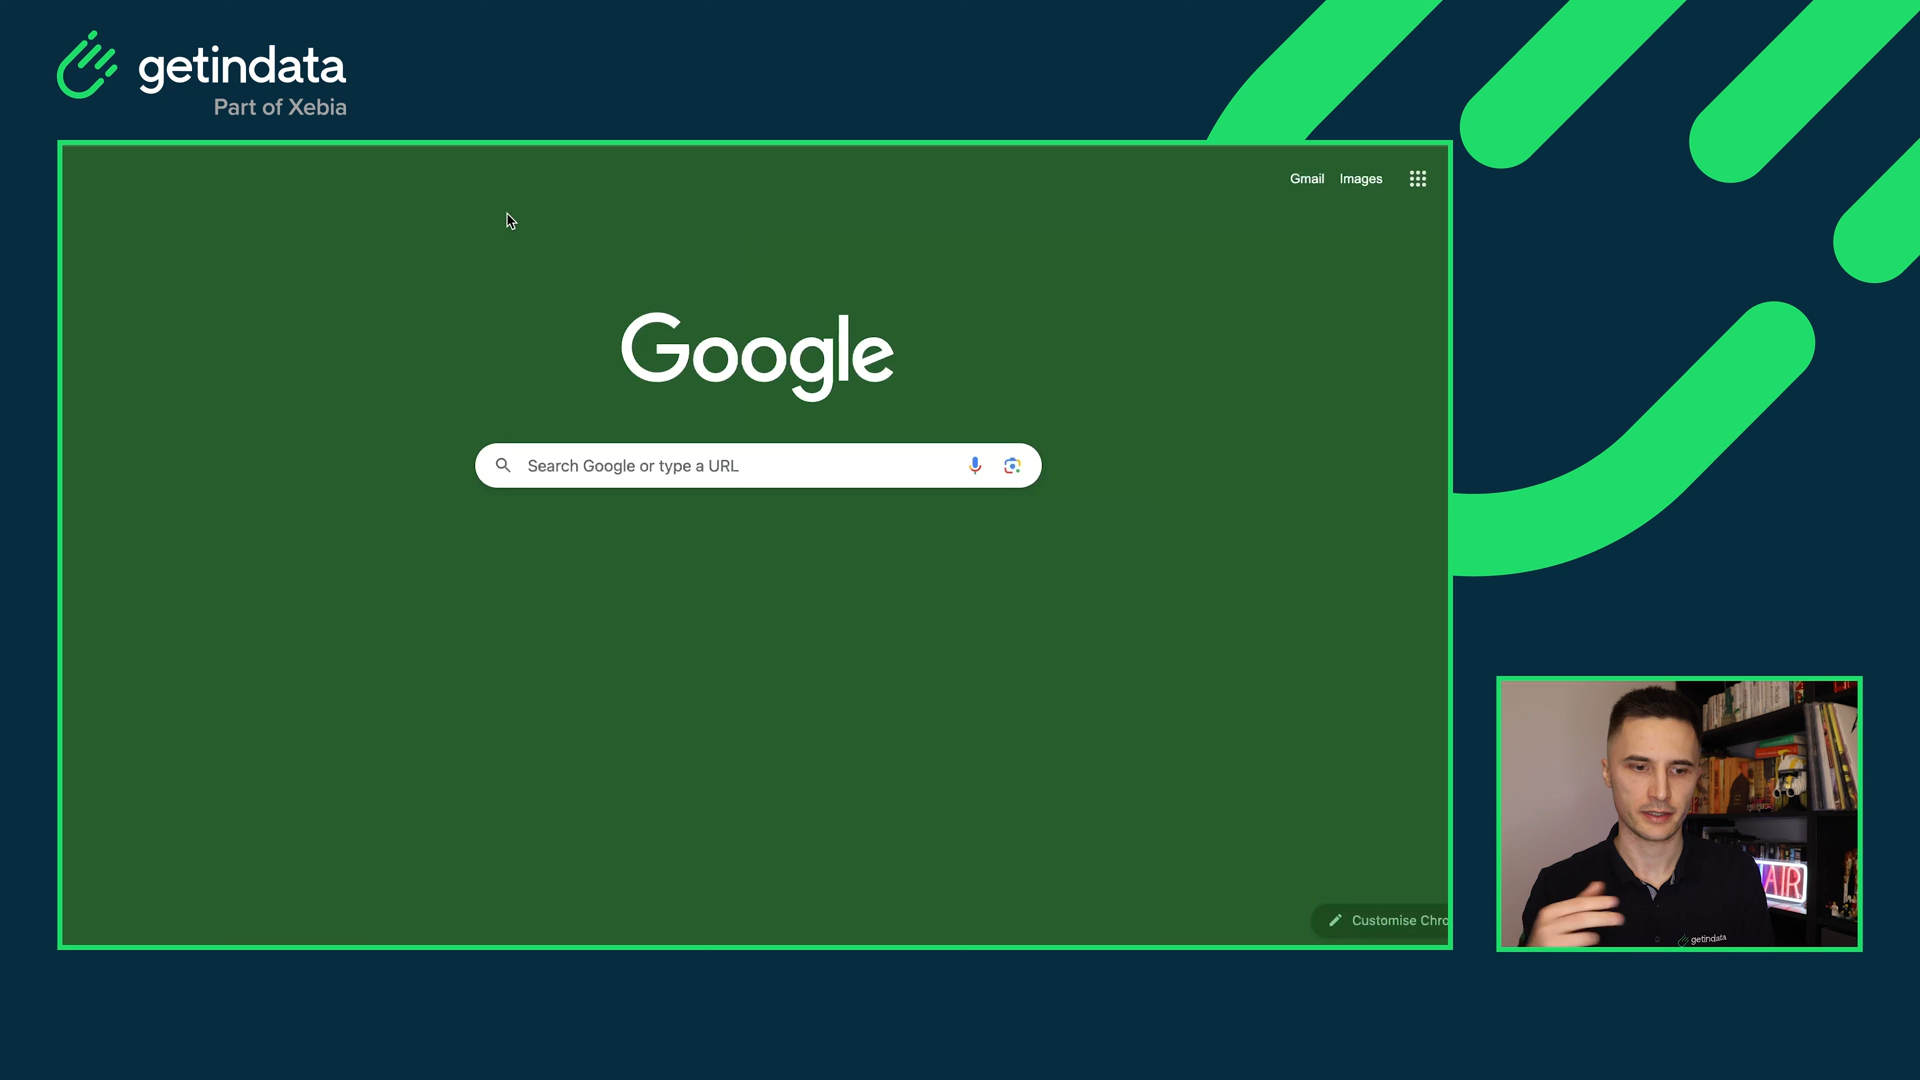 getindata
Part of Xebia
Gmail Images
Google
Search Google or type a URL
Customise Chro
AIR
getindata